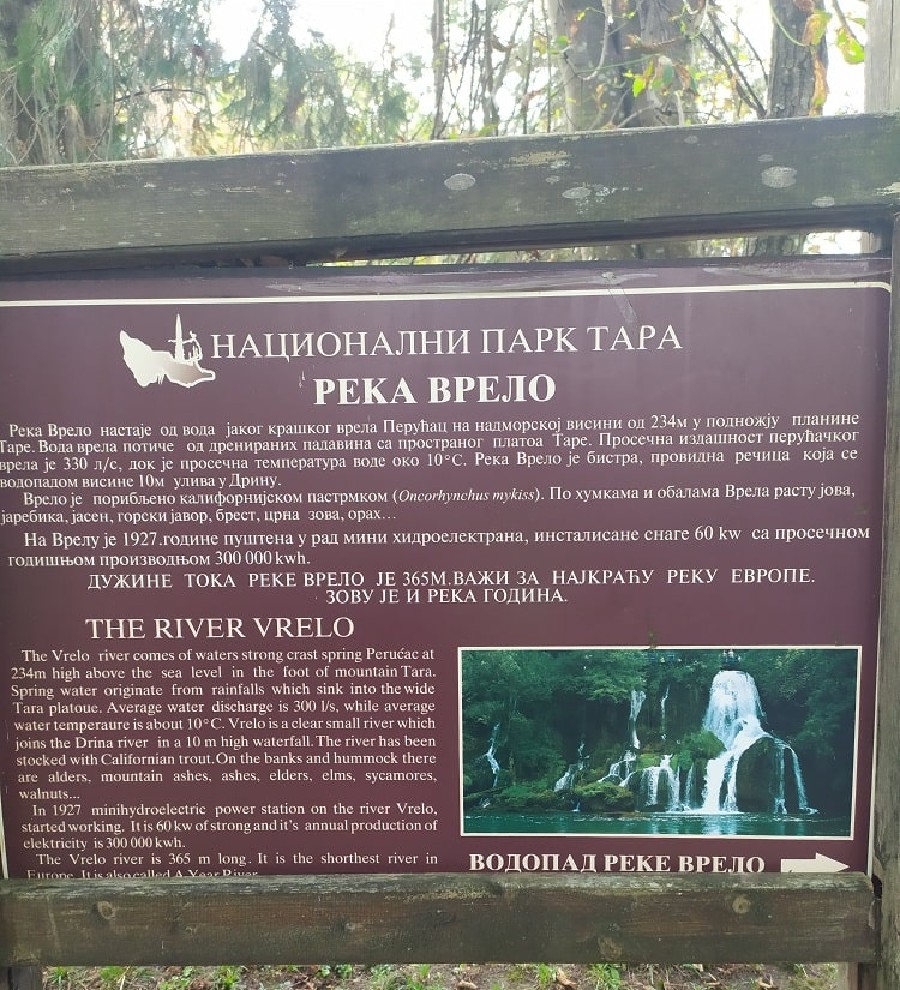 НАЦИОНАЛНИ ПАРК ТАРА
РЕКА ВРЕЛО
Река Врело настаје од вода јаког крашког врела Перућац на надморској висини од 234м у подножју планине
Таре. Вода врела потиче од дренираних падавина са пространог платоа Таре. Просечна издашност перућачког
врела је 330 л/с, док је просечна температура воде око 10°C. Река Врело је бистра, провидна речица која се
водопадом висине 10м улива у Дрину.
Врело је порибљено калифорнијском пастрмком (Oncorhynchus mykiss). По хумкама и обалама Врела расту јова,
јаребика, јасен, горски јавор, брест, црна зова, орах...
На Врелу је 1927.године пуштена у рад мини хидроелектрана, инсталисане снаге 60 kw са просечном
годишњом производњом 300 000 kwh.
ДУЖИНЕ ТОКА РЕКЕ ВРЕЛО ЈЕ 365М.ВАЖИ ЗА НАЈКРАЋУ РЕКУ ЕВРОПЕ.
ЗОВУ ЈЕ И РЕКА ГОДИНА.
THE RIVER VRELO
The Vrelo river comes of waters strong crast spring Perućac at
234m high above the sea level in the foot of mountain Tara.
Spring water originate from rainfalls which sink into the wide
Tara platoue. Average water discharge is 300 l/s, while average
water temperaure is about 10°C. Vrelo is a clear small river which
joins the Drina river in a 10 m high waterfall. The river has been
stocked with Californian trout. On the banks and hummock there
are alders, mountain ashes, ashes, elders, elms, sycamores,
walnuts...
In 1927 minihydroelectric power station on the river Vrelo,
started working. It is 60 kw of strong and it's annual production of
elektricity is 300 000 kwh.
The Vrelo river is 365 m long. It is the shortest river in
Europe. It is also called A Year River.
ВОДОПАД РЕКЕ ВРЕЛО